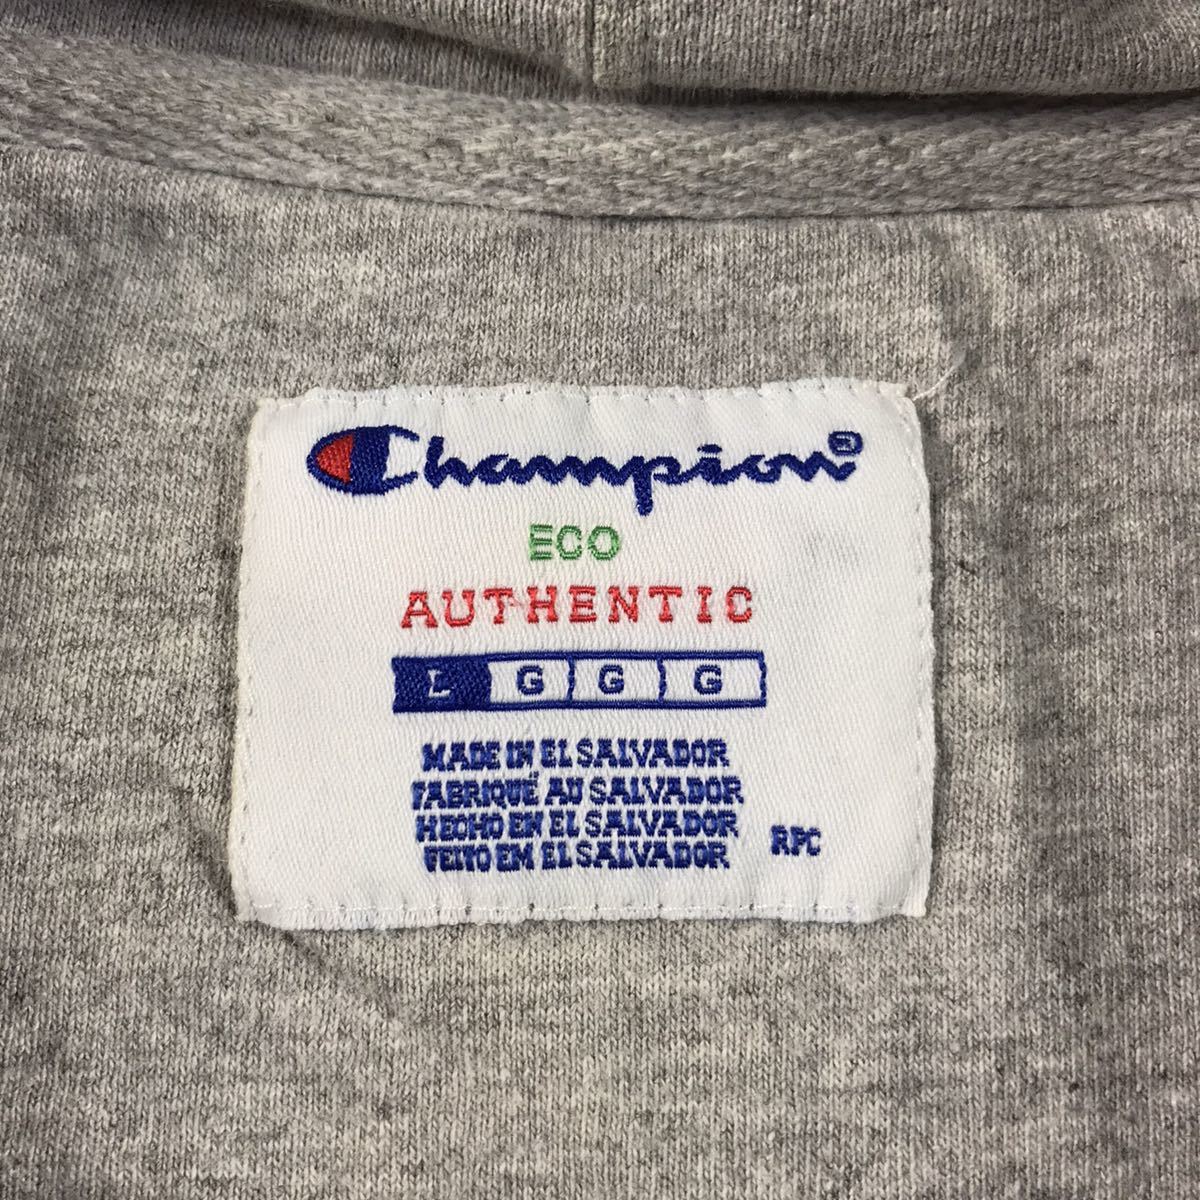 Champion®
ECO
AUTHENTIC
L G G G
MADE IN EL SALVADOR
FABRIQUÉ AU SALVADOR
HECHO EN EL SALVADOR
FEITO EM EL SALVADOR RPC